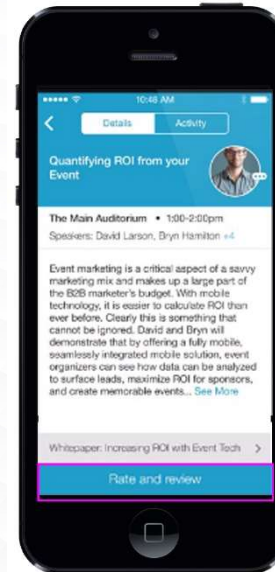 10:46 AM
Details Activity
Quantifying ROI from your
Event
The Main Auditorium • 1:00-2:00pm
Speakers: David Larson, Bryn Hamilton +4
Event marketing is a critical aspect of a savvy
marketing mix and makes up a large part of
the B2B marketer's budget. With mobile
technology, it is easier to calculate ROI than
ever before. Clearly this is something that
cannot be ignored. David and Bryn will
demonstrate that by offering a fully mobile,
seamlessly integrated mobile solution, event
organizers can see how data can be analyzed
to surface leads, maximize ROI for sponsors,
and create memorable events... See More
Whitepaper: Increasing ROI with Event Tech >
Rate and review